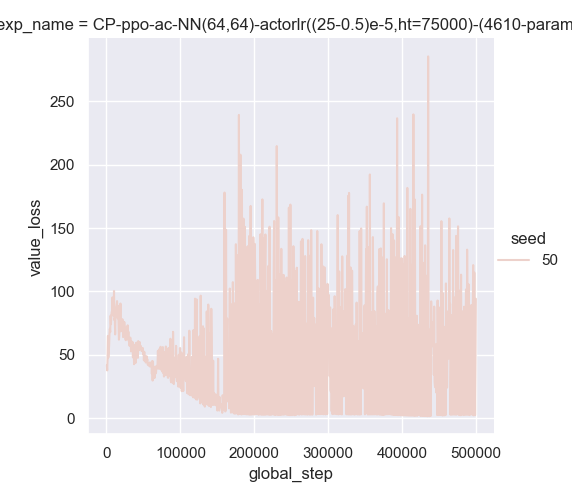 exp_name = CP-ppo-ac-NN(64,64)-actorlr((25-0.5)e-5,ht=75000)-(4610-param
250
200
150
100
50
0
value_loss
0 100000 200000 300000 400000 500000
global_step
seed
50